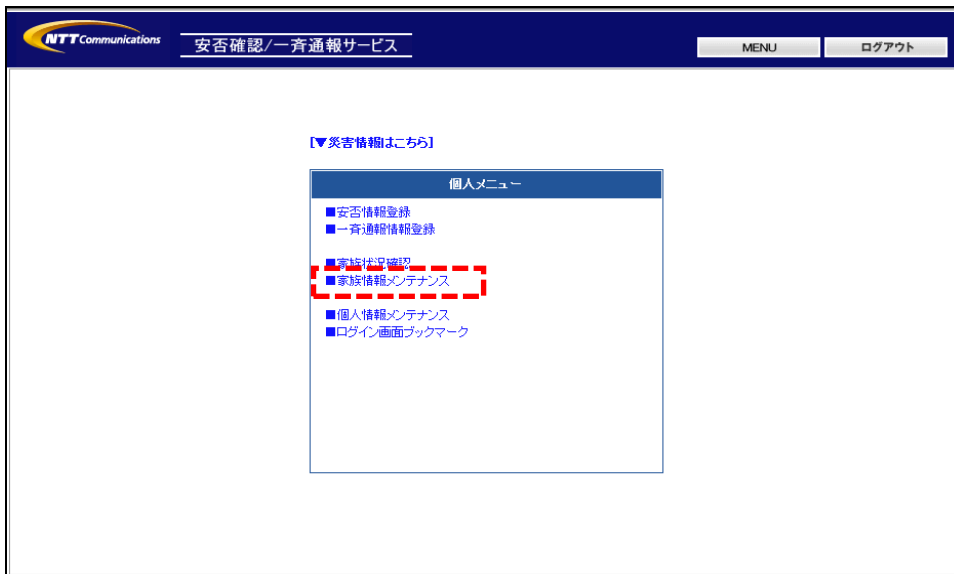 NTT Communications
安否確認/一斉通報サービス
MENU
ログアウト
[▼災害情報はこちら]
個人メニュー
■安否情報登録
■一斉通報情報登録
■家族状況確認
■家族情報メンテナンス
■個人情報メンテナンス
■ログイン画面ブックマーク